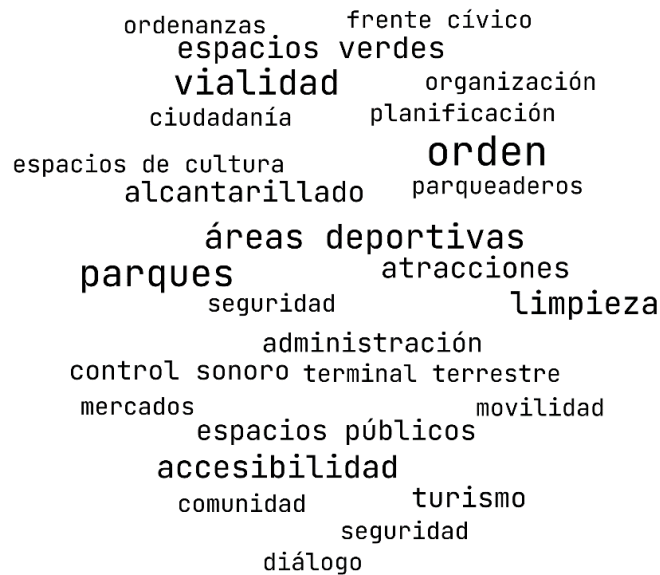 ordenanzas
frente cívico
espacios verdes
vialidad
organización
ciudadanía
planificación
orden
espacios de cultura
alcantarillado
parqueaderos
áreas deportivas
parques
atracciones
seguridad
limpieza
administración
control sonoro
terminal terrestre
mercados
movilidad
espacios públicos
accesibilidad
comunidad
turismo
seguridad
diálogo